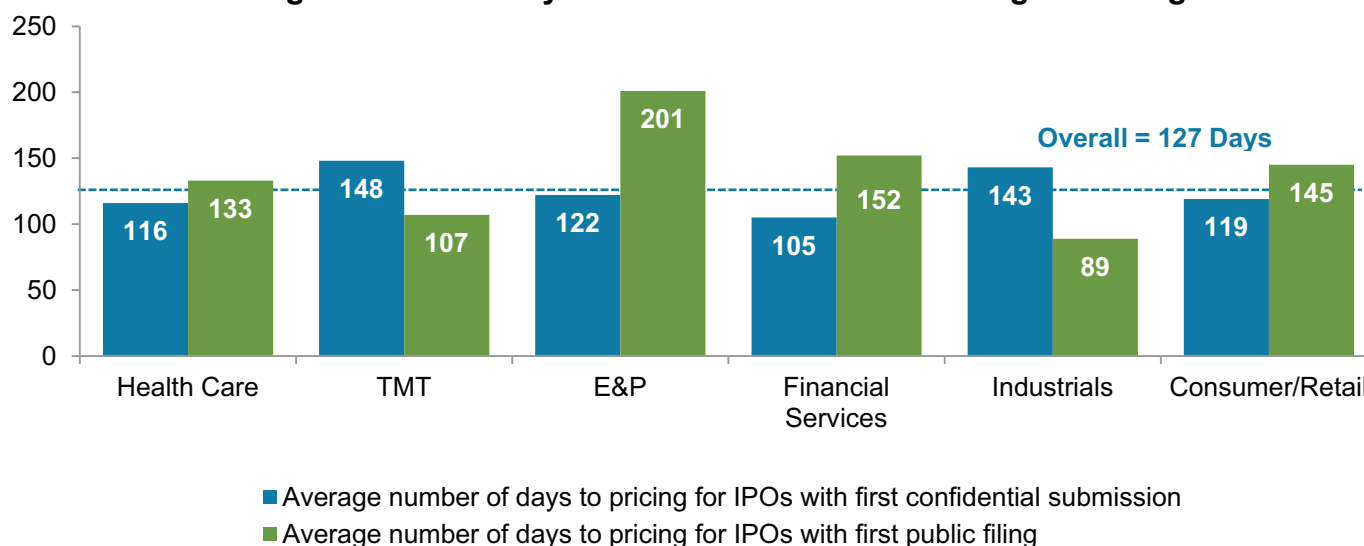 250
200
150
100
50
0
Overall = 127 Days
116
133
148
107
122
201
105
152
143
89
119
145
Health Care
TMT
E&P
Financial
Services
Industrials
Consumer/Retail
Average number of days to pricing for IPOs with first confidential submission
Average number of days to pricing for IPOs with first public filing